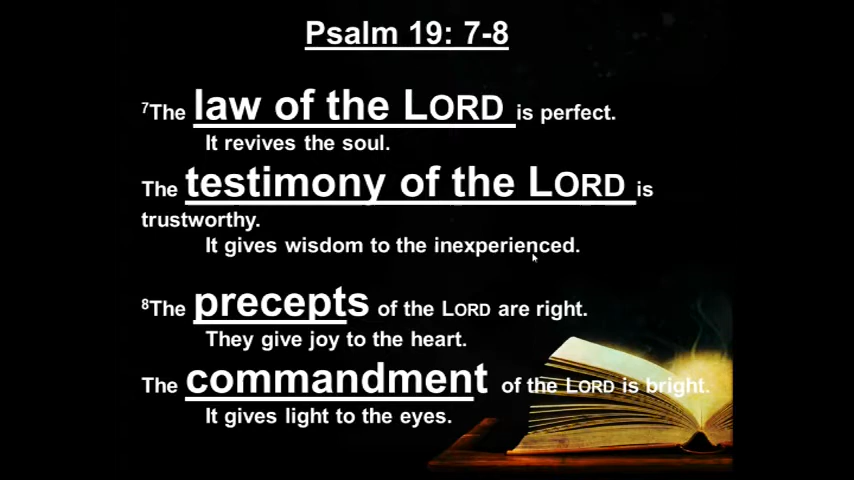 Psalm 19: 7-8
7The law of the LORD is perfect.
It revives the soul.
The testimony of the LORD is
trustworthy.
It gives wisdom to the inexperienced.
8The precepts of the LORD are right.
They give joy to the heart.
The commandment of the LORD is bright.
It gives light to the eyes.